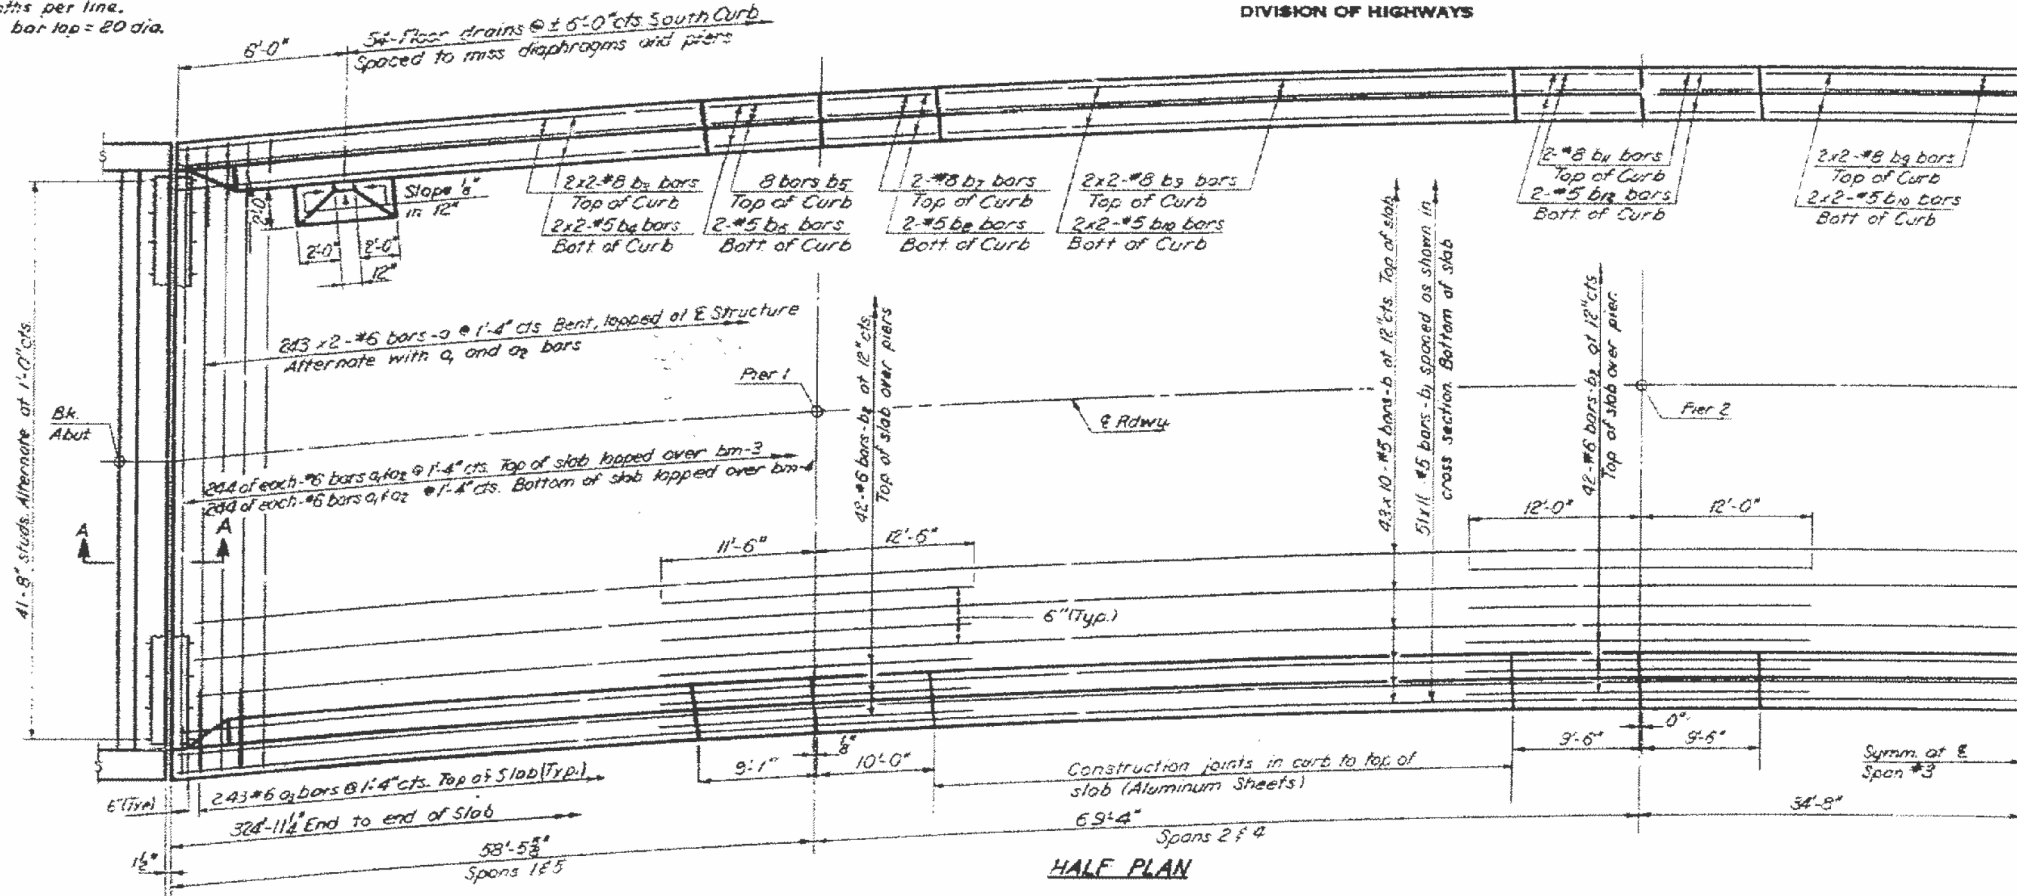 ths per line.
bar lap = 20 dia.
DIVISION OF HIGHWAYS
6'-0"
54-Floor drains @ ± 6'-0" cts. South Curb
Spaced to miss diaphragms and piers
Slope 1/8"
in 12"
2'-0"
2'-0"
2'-0"
12"
2x2-#8 b3 bars
Top of Curb
2x2-#5 b4 bars
Bott. of Curb
8 bars b5
Top of Curb
2-#5 b6 bars
Bott. of Curb
2-#8 b7 bars
Top of Curb
2-#5 b8 bars
Bott. of Curb
2x2-#8 b9 bars
Top of Curb
2x2-#5 b10 bars
Bott. of Curb
2-#8 b11 bars
Top of Curb
2-#5 b12 bars
Bott. of Curb
2x2-#8 b9 bars
Top of Curb
2x2-#5 b10 bars
Bott. of Curb
243 x2-#6 bars-a @ 1'-4" cts. Bent, lapped at ℄ Structure
Alternate with a1 and a2 bars
Pier 1
Bk.
Abut
℄ Rdwy.
Pier 2
244 of each-#6 bars a1 & a2 @ 1'-4" cts. Top of slab lapped over bm-3
244 of each-#6 bars a1 & a2 @ 1'-4" cts. Bottom of slab lapped over bm-4
41-8" studs Alternate at 1'-0" cts.
42-#6 bars-b2 at 12" cts.
Top of slab over piers
43 x 10-#5 bars-b at 12" cts. Top of slab
51x11 #5 bars-b1 spaced as shown in
cross section. Bottom of slab
42-#6 bars-b2 at 12" cts
Top of slab over pier.
A
A
11'-6"
12'-6"
12'-0"
12'-0"
6" (Typ.)
9'-1"
1/8"
10'-0"
Construction joints in curb to top of
slab (Aluminum Sheets)
9'-6"
0"
9'-6"
Symm. at ℄
Span #3
6" (Typ)
243 #6 a3 bars @ 1'-4" cts. Top of Slab (Typ.)
324'-11 1/4" End to end of Slab
1 1/2"
58'-5 5/8"
Spans 1 & 5
69'-4"
Spans 2 & 4
34'-8"
HALF PLAN